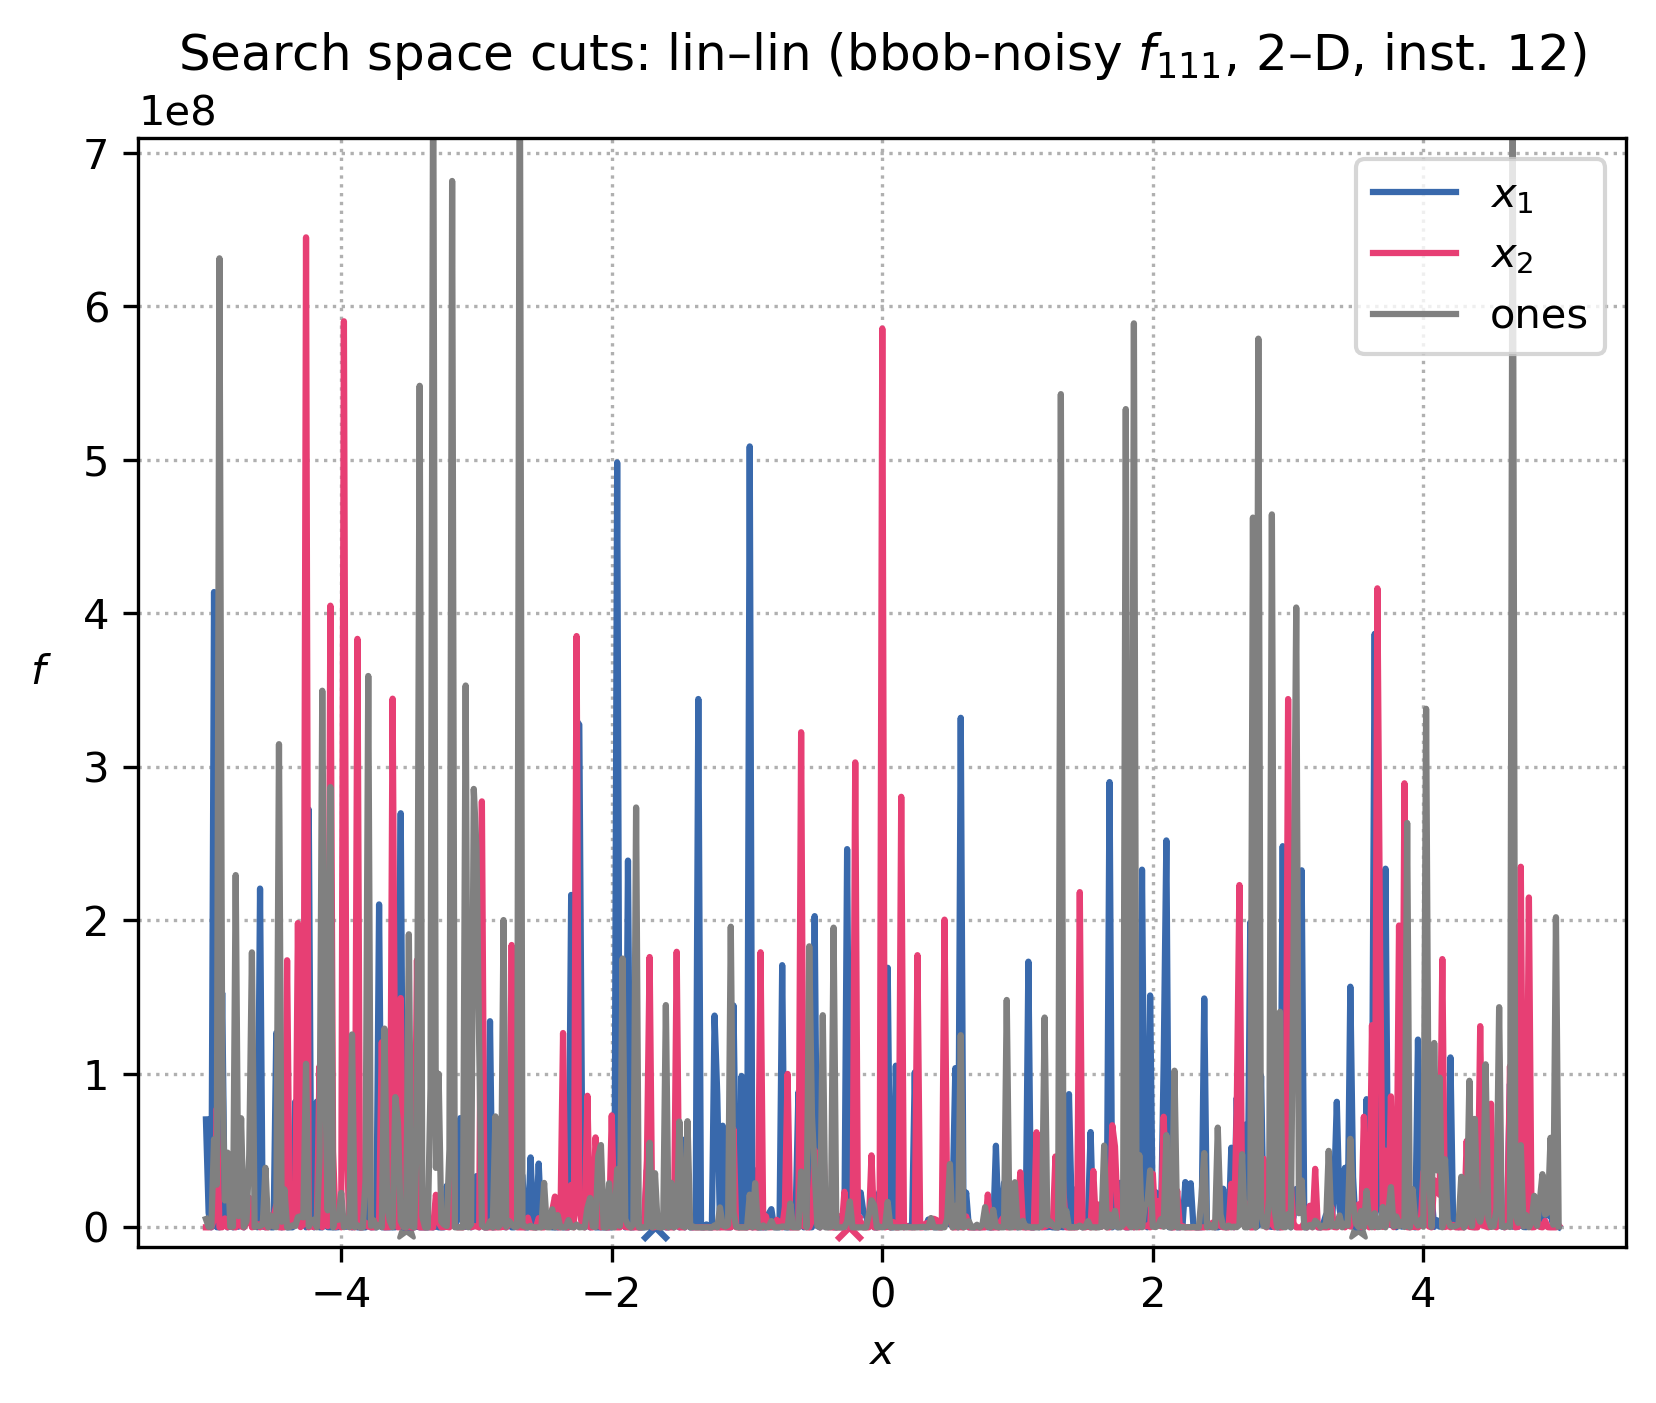 Search space cuts: lin–lin (bbob-noisy f₁₁₁, 2–D, inst. 12)
1e8
7
6
5
4
3
2
1
0
f
x₁
x₂
ones
−4 −2 0 2 4
x